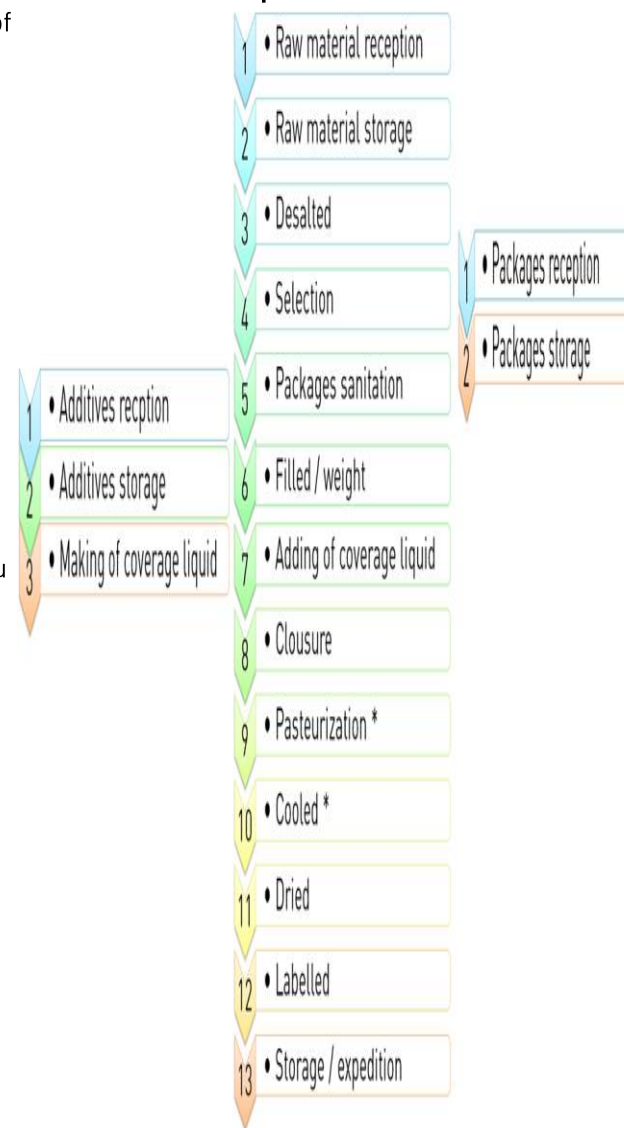 of
1 • Raw material reception
2 • Raw material storage
3 • Desalted
4 • Selection
5 • Packages sanitation
6 • Filled / weight
7 • Adding of coverage liquid
8 • Clousure
9 • Pasteurization *
10 • Cooled *
11 • Dried
12 • Labelled
13 • Storage / expedition
1 • Packages reception
2 • Packages storage
1 • Additives recption
2 • Additives storage
3 • Making of coverage liquid